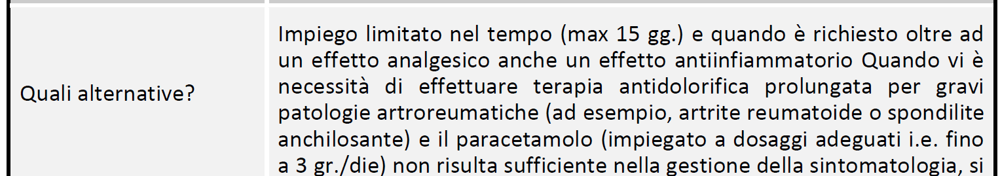 Quali alternative?
Impiego limitato nel tempo (max 15 gg.) e quando è richiesto oltre ad
un effetto analgesico anche un effetto antiinfiammatorio Quando vi è
necessità di effettuare terapia antidolorifica prolungata per gravi
patologie artroreumatiche (ad esempio, artrite reumatoide o spondilite
anchilosante) e il paracetamolo (impiegato a dosaggi adeguati i.e. fino
a 3 gr./die) non risulta sufficiente nella gestione della sintomatologia, si